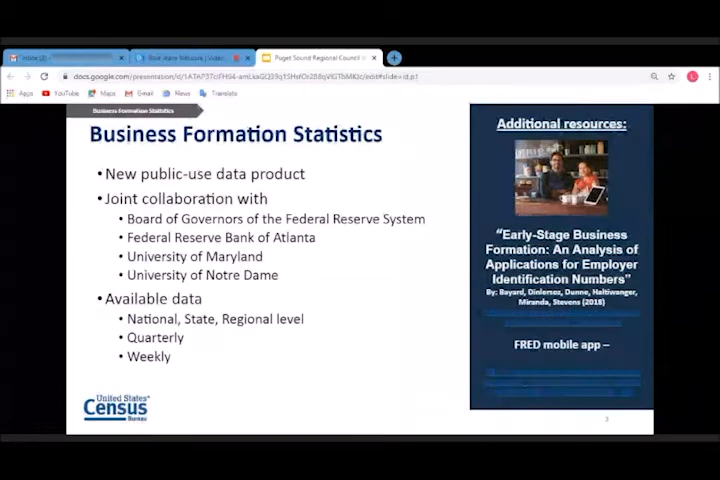 Puget Sound Regional Council
docs.google.com/presentation/d/
Apps YouTube Maps Gmail News Translate
Business Formation Statistics
Business Formation Statistics
• New public-use data product
• Joint collaboration with
• Board of Governors of the Federal Reserve System
• Federal Reserve Bank of Atlanta
• University of Maryland
• University of Notre Dame
• Available data
• National, State, Regional level
• Quarterly
• Weekly
United States®
Census
Bureau
Additional resources:
“Early-Stage Business
Formation: An Analysis of
Applications for Employer
Identification Numbers”
By: Bayard, Dinlersoz, Dunne, Haltiwanger,
Miranda, Stevens (2018)
FRED mobile app –